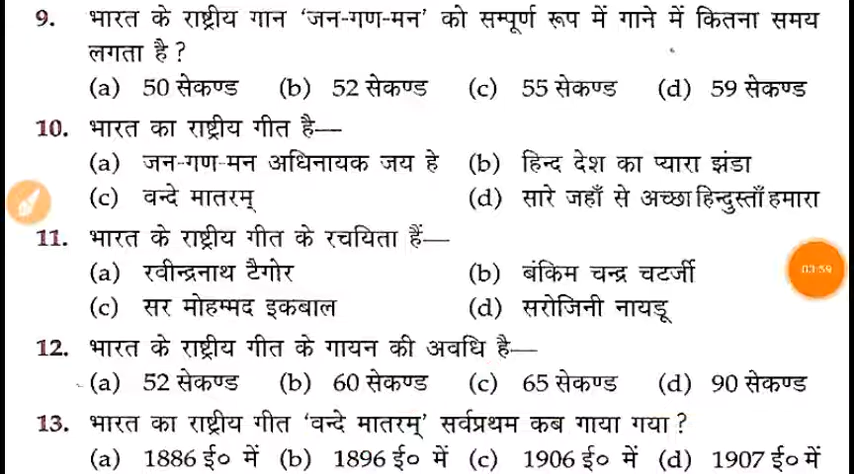 9. भारत के राष्ट्रीय गान 'जन-गण-मन' को सम्पूर्ण रूप में गाने में कितना समय
लगता है ?
(a) 50 सेकण्ड (b) 52 सेकण्ड (c) 55 सेकण्ड (d) 59 सेकण्ड
10. भारत का राष्ट्रीय गीत है—
(a) जन-गण-मन अधिनायक जय हे (b) हिन्द देश का प्यारा झंडा
(c) वन्दे मातरम् (d) सारे जहाँ से अच्छा हिन्दुस्ताँ हमारा
11. भारत के राष्ट्रीय गीत के रचयिता हैं—
(a) रवीन्द्रनाथ टैगोर (b) बंकिम चन्द्र चटर्जी
03:59
(c) सर मोहम्मद इकबाल (d) सरोजिनी नायडू
12. भारत के राष्ट्रीय गीत के गायन की अवधि है—
(a) 52 सेकण्ड (b) 60 सेकण्ड (c) 65 सेकण्ड (d) 90 सेकण्ड
13. भारत का राष्ट्रीय गीत 'वन्दे मातरम्' सर्वप्रथम कब गाया गया ?
(a) 1886 ई० में (b) 1896 ई० में (c) 1906 ई० में (d) 1907 ई० में